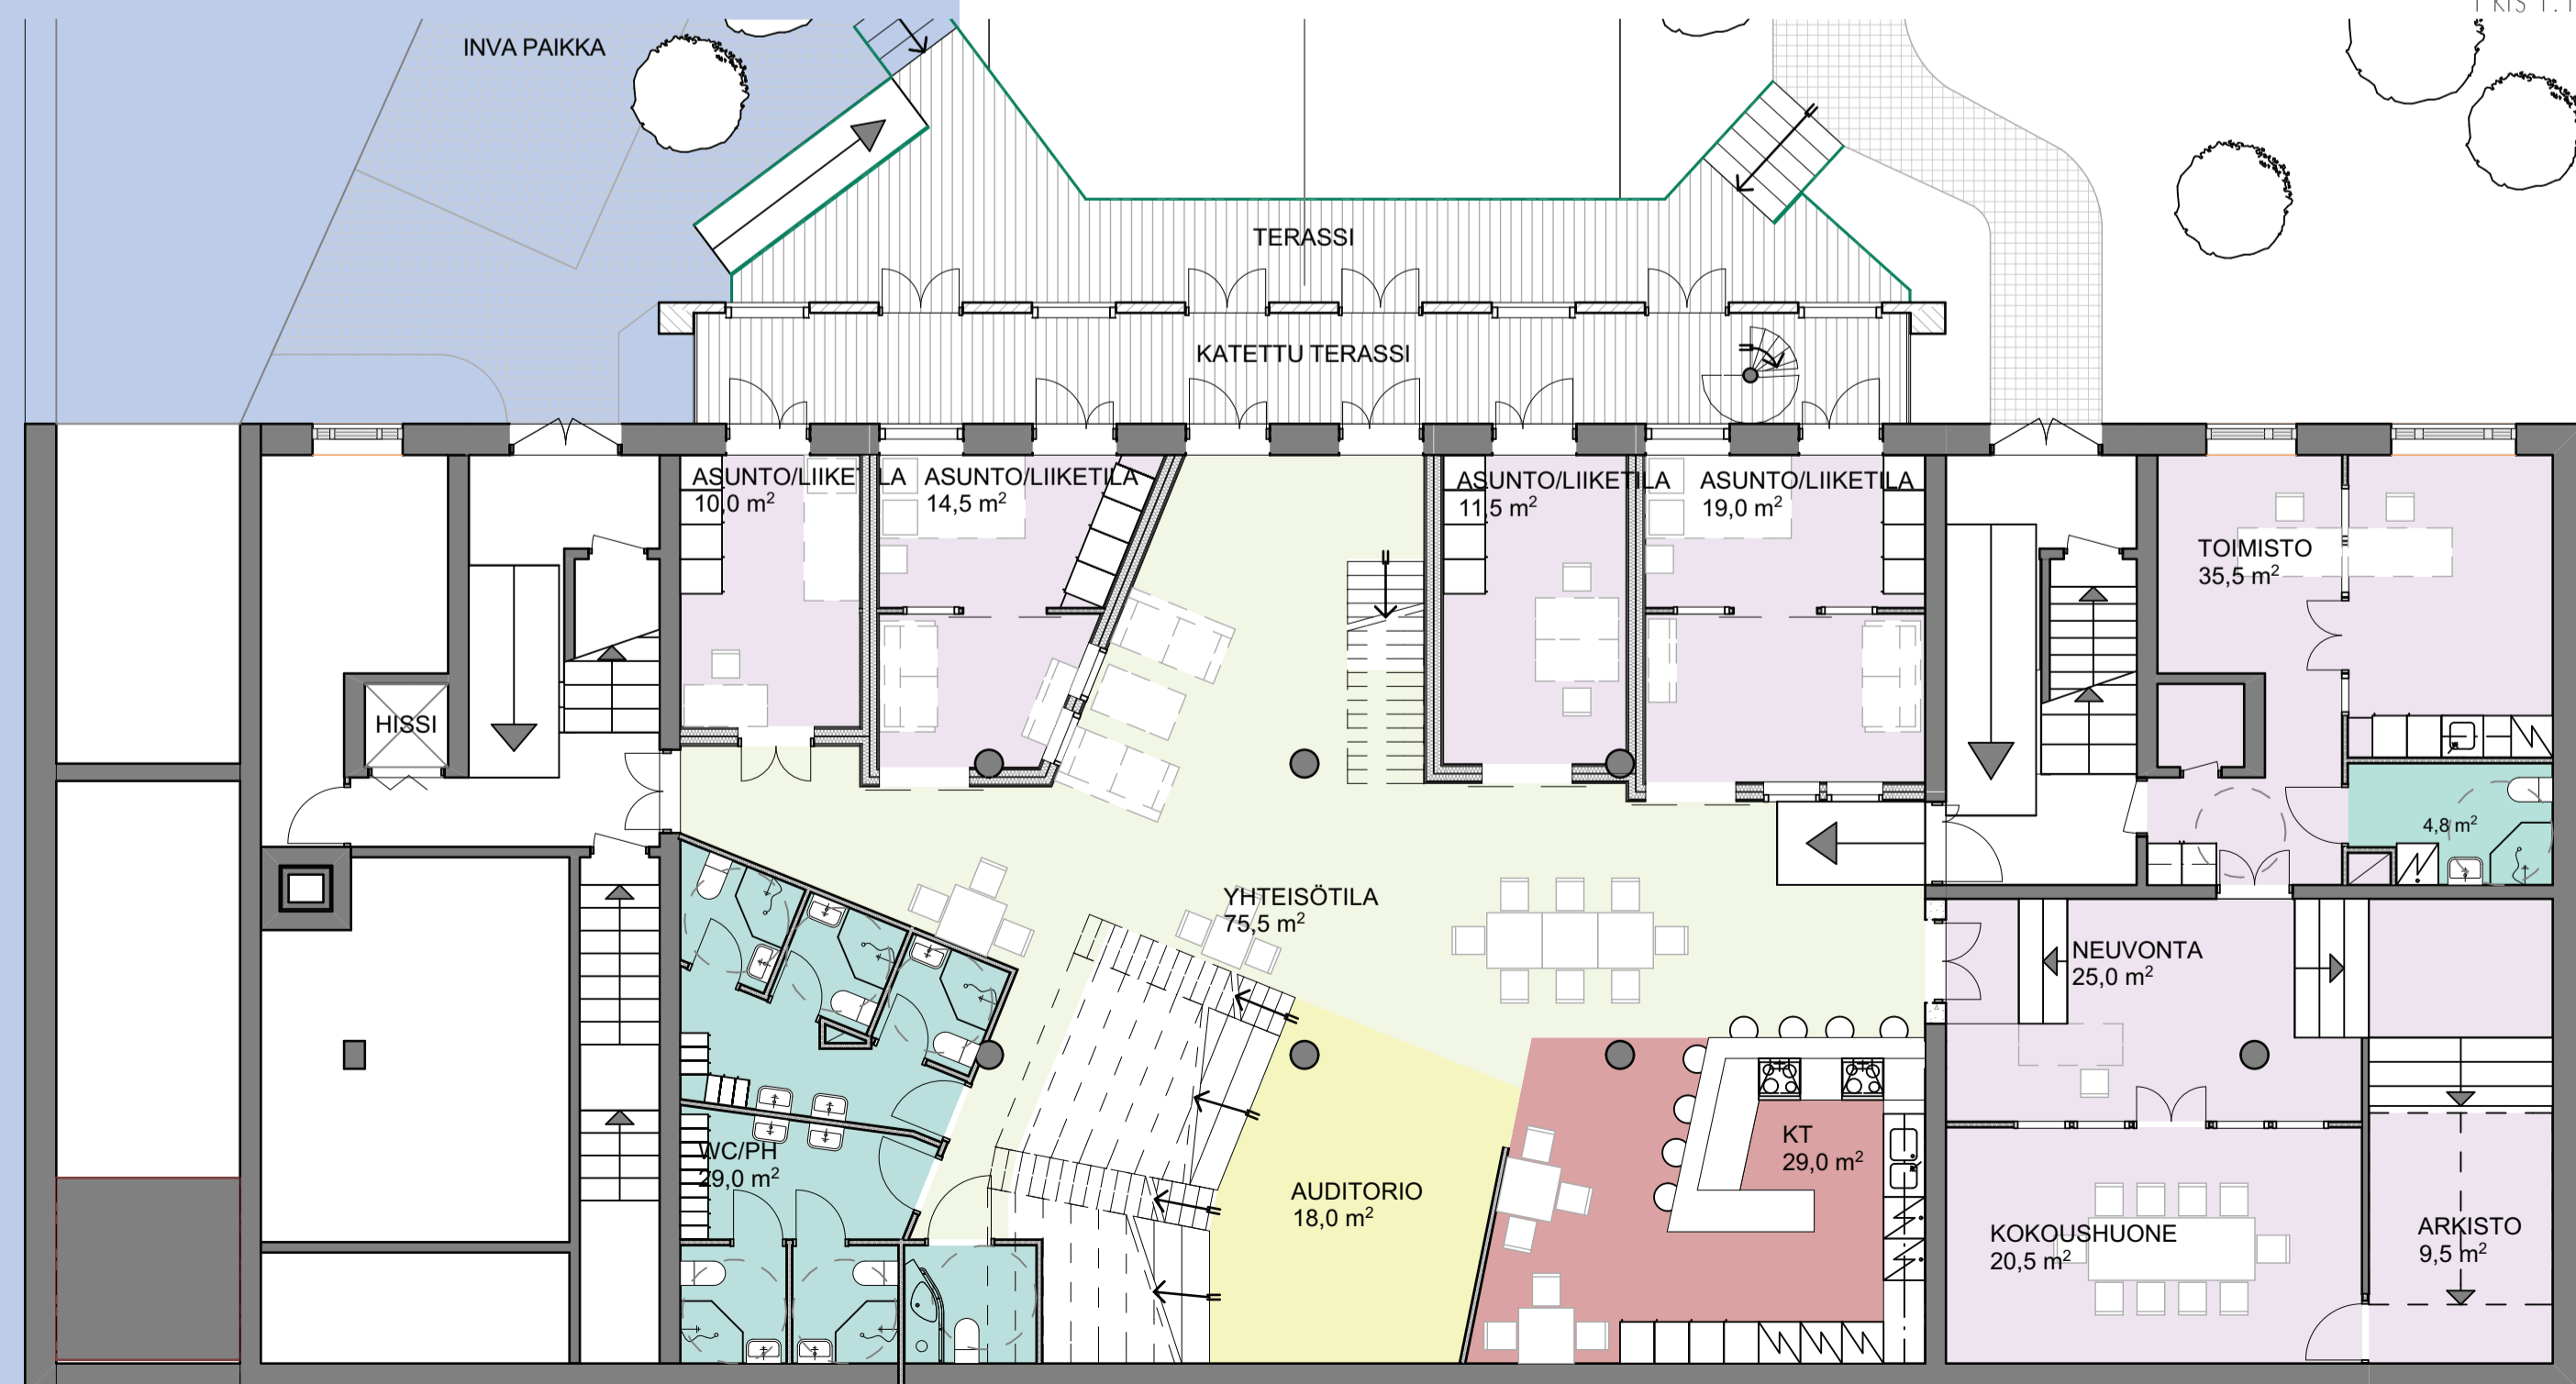 INVA PAIKKA
TERASSI
KATETTU TERASSI
ASUNTO/LIIKETILA
10,0 m²
ASUNTO/LIIKETILA
14,5 m²
ASUNTO/LIIKETILA
11,5 m²
ASUNTO/LIIKETILA
19,0 m²
TOIMISTO
35,5 m²
HISSI
4,8 m²
YHTEISÖTILA
75,5 m²
NEUVONTA
25,0 m²
WC/PH
29,0 m²
KT
29,0 m²
AUDITORIO
18,0 m²
KOKOUSHUONE
20,5 m²
ARKISTO
9,5 m²